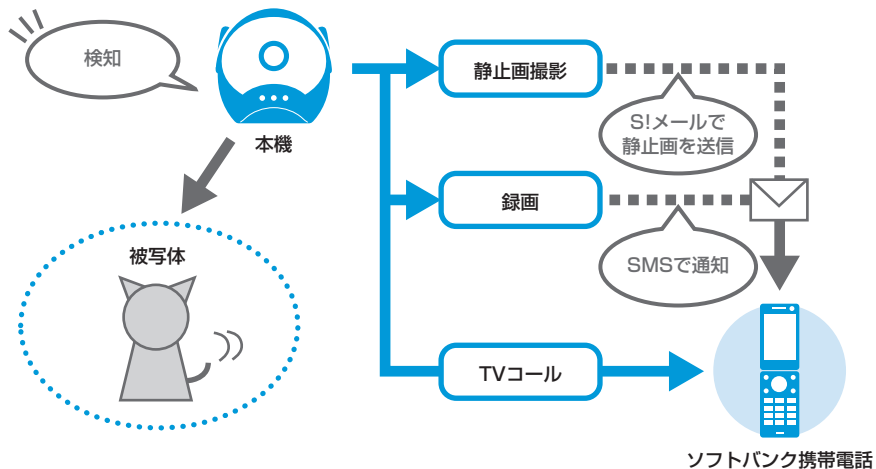 検知
本機
被写体
静止画撮影
S!メールで
静止画を送信
録画
SMSで通知
TVコール
ソフトバンク携帯電話